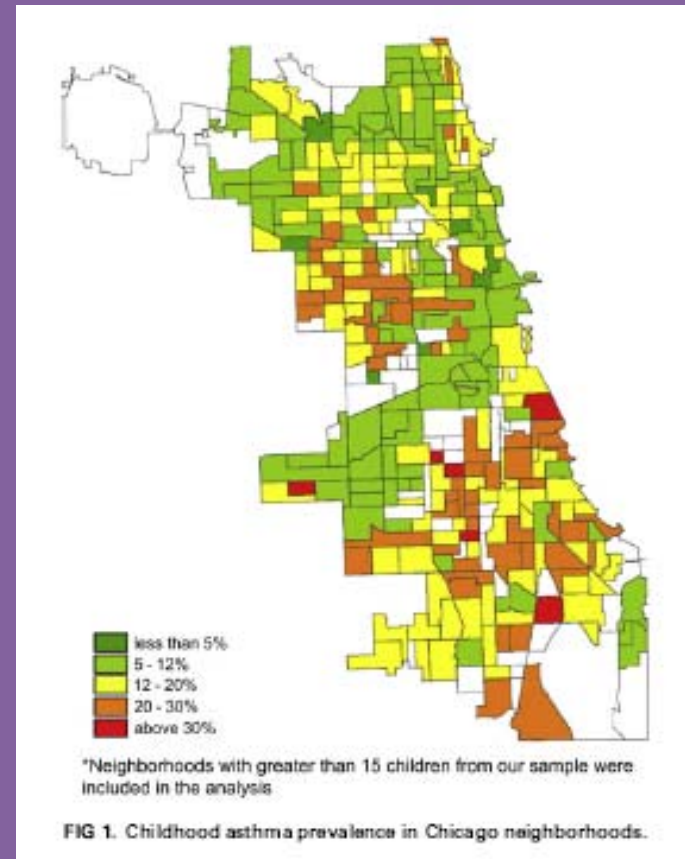 less than 5%
5 - 12%
12 - 20%
20 - 30%
above 30%
*Neighborhoods with greater than 15 children from our sample were
included in the analysis
FIG 1. Childhood asthma prevalence in Chicago neighborhoods.